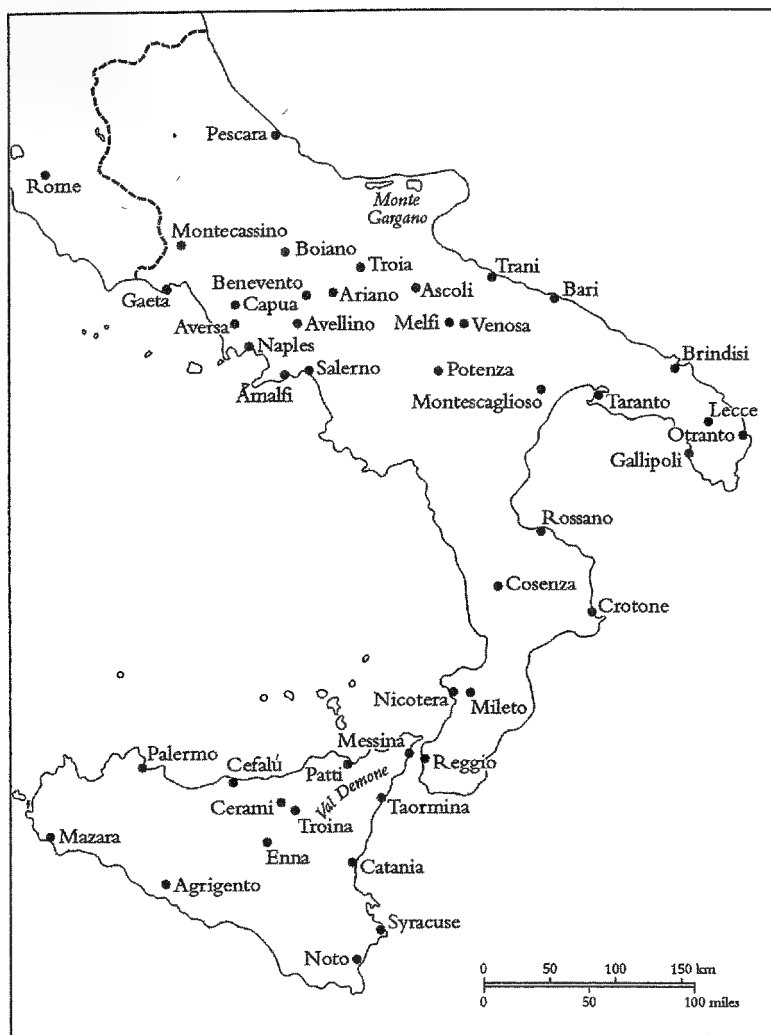 Pescara
Rome
Monte
Gargano
Montecassino
Boiano
Troia
Trani
Benevento
Ariano
Ascoli
Bari
Gaeta
Capua
Aversa
Avellino
Melfi
Venosa
Naples
Brindisi
Salerno
Potenza
Amalfi
Montescaglioso
Taranto
Lecce
Otranto
Gallipoli
Rossano
Cosenza
Crotone
Nicotera
Mileto
Messina
Palermo
Cefalú
Patti
Reggio
Val Demone
Cerami
Troina
Taormina
Mazara
Enna
Catania
Agrigento
Syracuse
Noto
0 50 100 150 km
0 50 100 miles